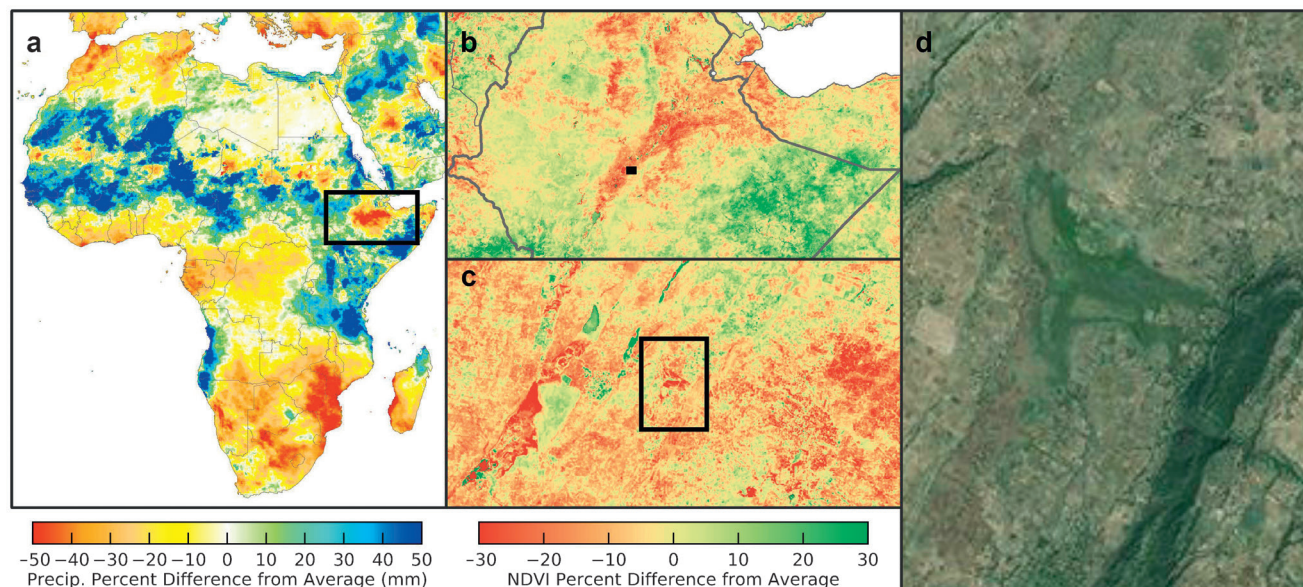 a
b
c
d
−50 −40 −30 −20 −10 0 10 20 30 40 50
Precip. Percent Difference from Average (mm)
−30 −20 −10 0 10 20 30
NDVI Percent Difference from Average